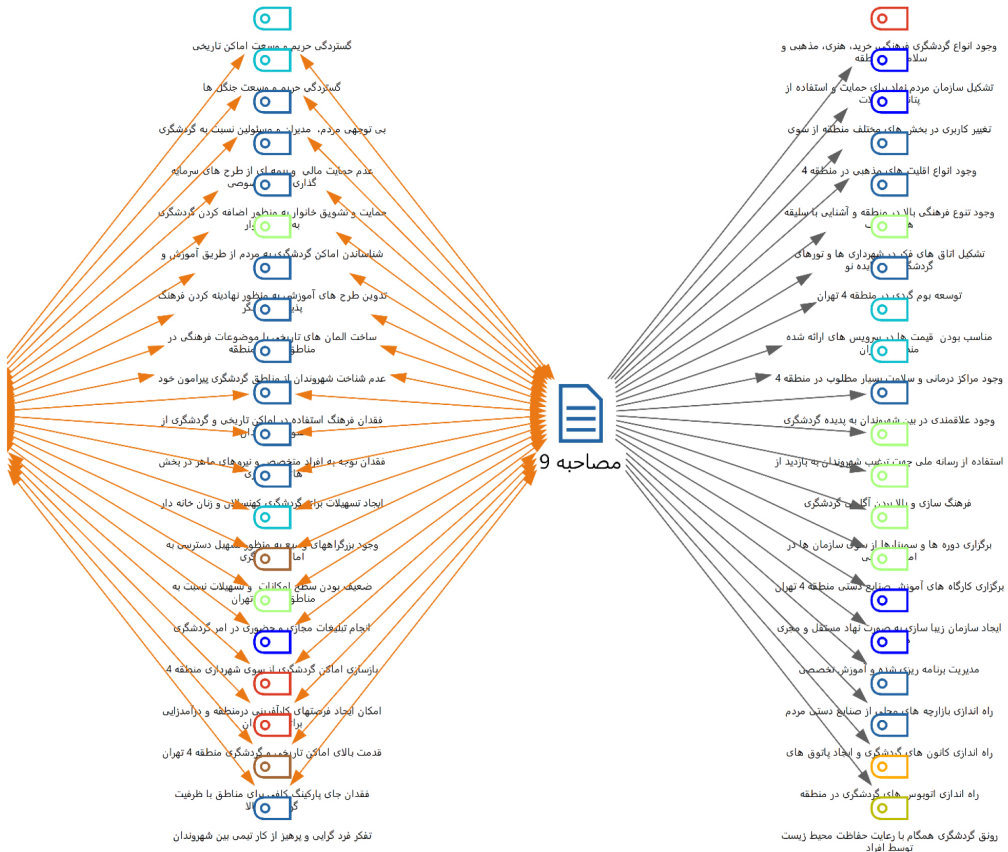 گستردگی حریم و وسعت اماکن تاریخی
گستردگی حریم و وسعت جنگل ها
بی توجهی مردم، مدیران و مسئولین نسبت به گردشگری
عدم حمایت مالی و بیمه ای از طرح های سرمایه
گذاری
حمایت و تشویق خانوار به منظور اضافه کردن گردشگری
به
شناساندن اماکن گردشگری به مردم از طریق آموزش و
تدوین طرح های آموزشی به منظور نهادینه کردن فرهنگ
ساخت المان های تاریخی با موضوعات فرهنگی در
منطقه
عدم شناخت شهروندان از مناطق گردشگری پیرامون خود
فقدان فرهنگ استفاده در اماکن تاریخی و گردشگری از
فقدان توجه به افراد متخصص و نیروهای ماهر در بخش
ایجاد تسهیلات برای گردشگری کهنسالان و زنان خانه دار
وجود بزرگراههای وسیع به منظور تسهیل دسترسی به
ضعیف بودن سطح امکانات و تسهیلات نسبت به
تهران
انجام تبلیغات مجازی و حضوری در امر گردشگری
بازسازی اماکن گردشگری از سوی شهرداری منطقه 4
امکان ایجاد فرصتهای کارآفرینی درمنطقه و درآمدزایی
قدمت بالای اماکن تاریخی و گردشگری منطقه 4 تهران
فقدان جای پارکینگ کافی برای مناطق با ظرفیت
تفکر فرد گرایی و پرهیز از کار تیمی بین شهروندان
مصاحبه 9
وجود انواع گردشگری فرهنگی، خرید، هنری، مذهبی و
تشکیل سازمان مردم نهاد برای حمایت و استفاده از
تغییر کاربری در بخش های مختلف منطقه از سوی
وجود انواع اقلیت های مذهبی در منطقه 4
وجود تنوع فرهنگی بالا در منطقه و آشنایی با سلیقه
تشکیل اتاق های فکر در شهرداری ها و تورهای
توسعه بوم گردی در منطقه 4 تهران
مناسب بودن قیمت ها در سرویس های ارائه شده
وجود مراکز درمانی و سلامت بسیار مطلوب در منطقه 4
وجود علاقمندی در بین شهروندان به پدیده گردشگری
استفاده از رسانه ملی جهت ترغیب شهروندان به بازدید از
فرهنگ سازی و بالا بردن آگاهی گردشگری
برگزاری دوره ها و سمینارها از سوی سازمان ها در
برگزاری کارگاه های آموزش صنایع دستی منطقه 4 تهران
ایجاد سازمان زیبا سازی به صورت نهاد مستقل و مجری
مدیریت برنامه ریزی شده و آموزش تخصصی
راه اندازی بازارچه های محلی از صنایع دستی مردم
راه اندازی کانون های گردشگری و ایجاد پاتوق های
راه اندازی اتوبوس های گردشگری در منطقه
رونق گردشگری همگام با رعایت حفاظت محیط زیست
توسط افراد